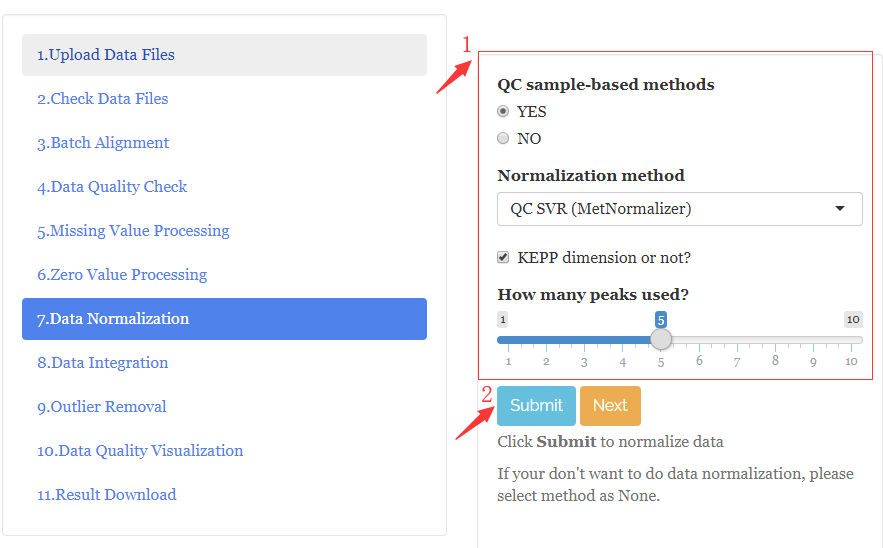 1.Upload Data Files
2.Check Data Files
3.Batch Alignment
4.Data Quality Check
5.Missing Value Processing
6.Zero Value Processing
7.Data Normalization
8.Data Integration
9.Outlier Removal
10.Data Quality Visualization
11.Result Download
1
QC sample-based methods
YES
NO
Normalization method
QC SVR (MetNormalizer)
KEPP dimension or not?
How many peaks used?
1 5 10
1 2 3 4 5 6 7 8 9 10
2
Submit Next
Click Submit to normalize data
If your don't want to do data normalization, please
select method as None.